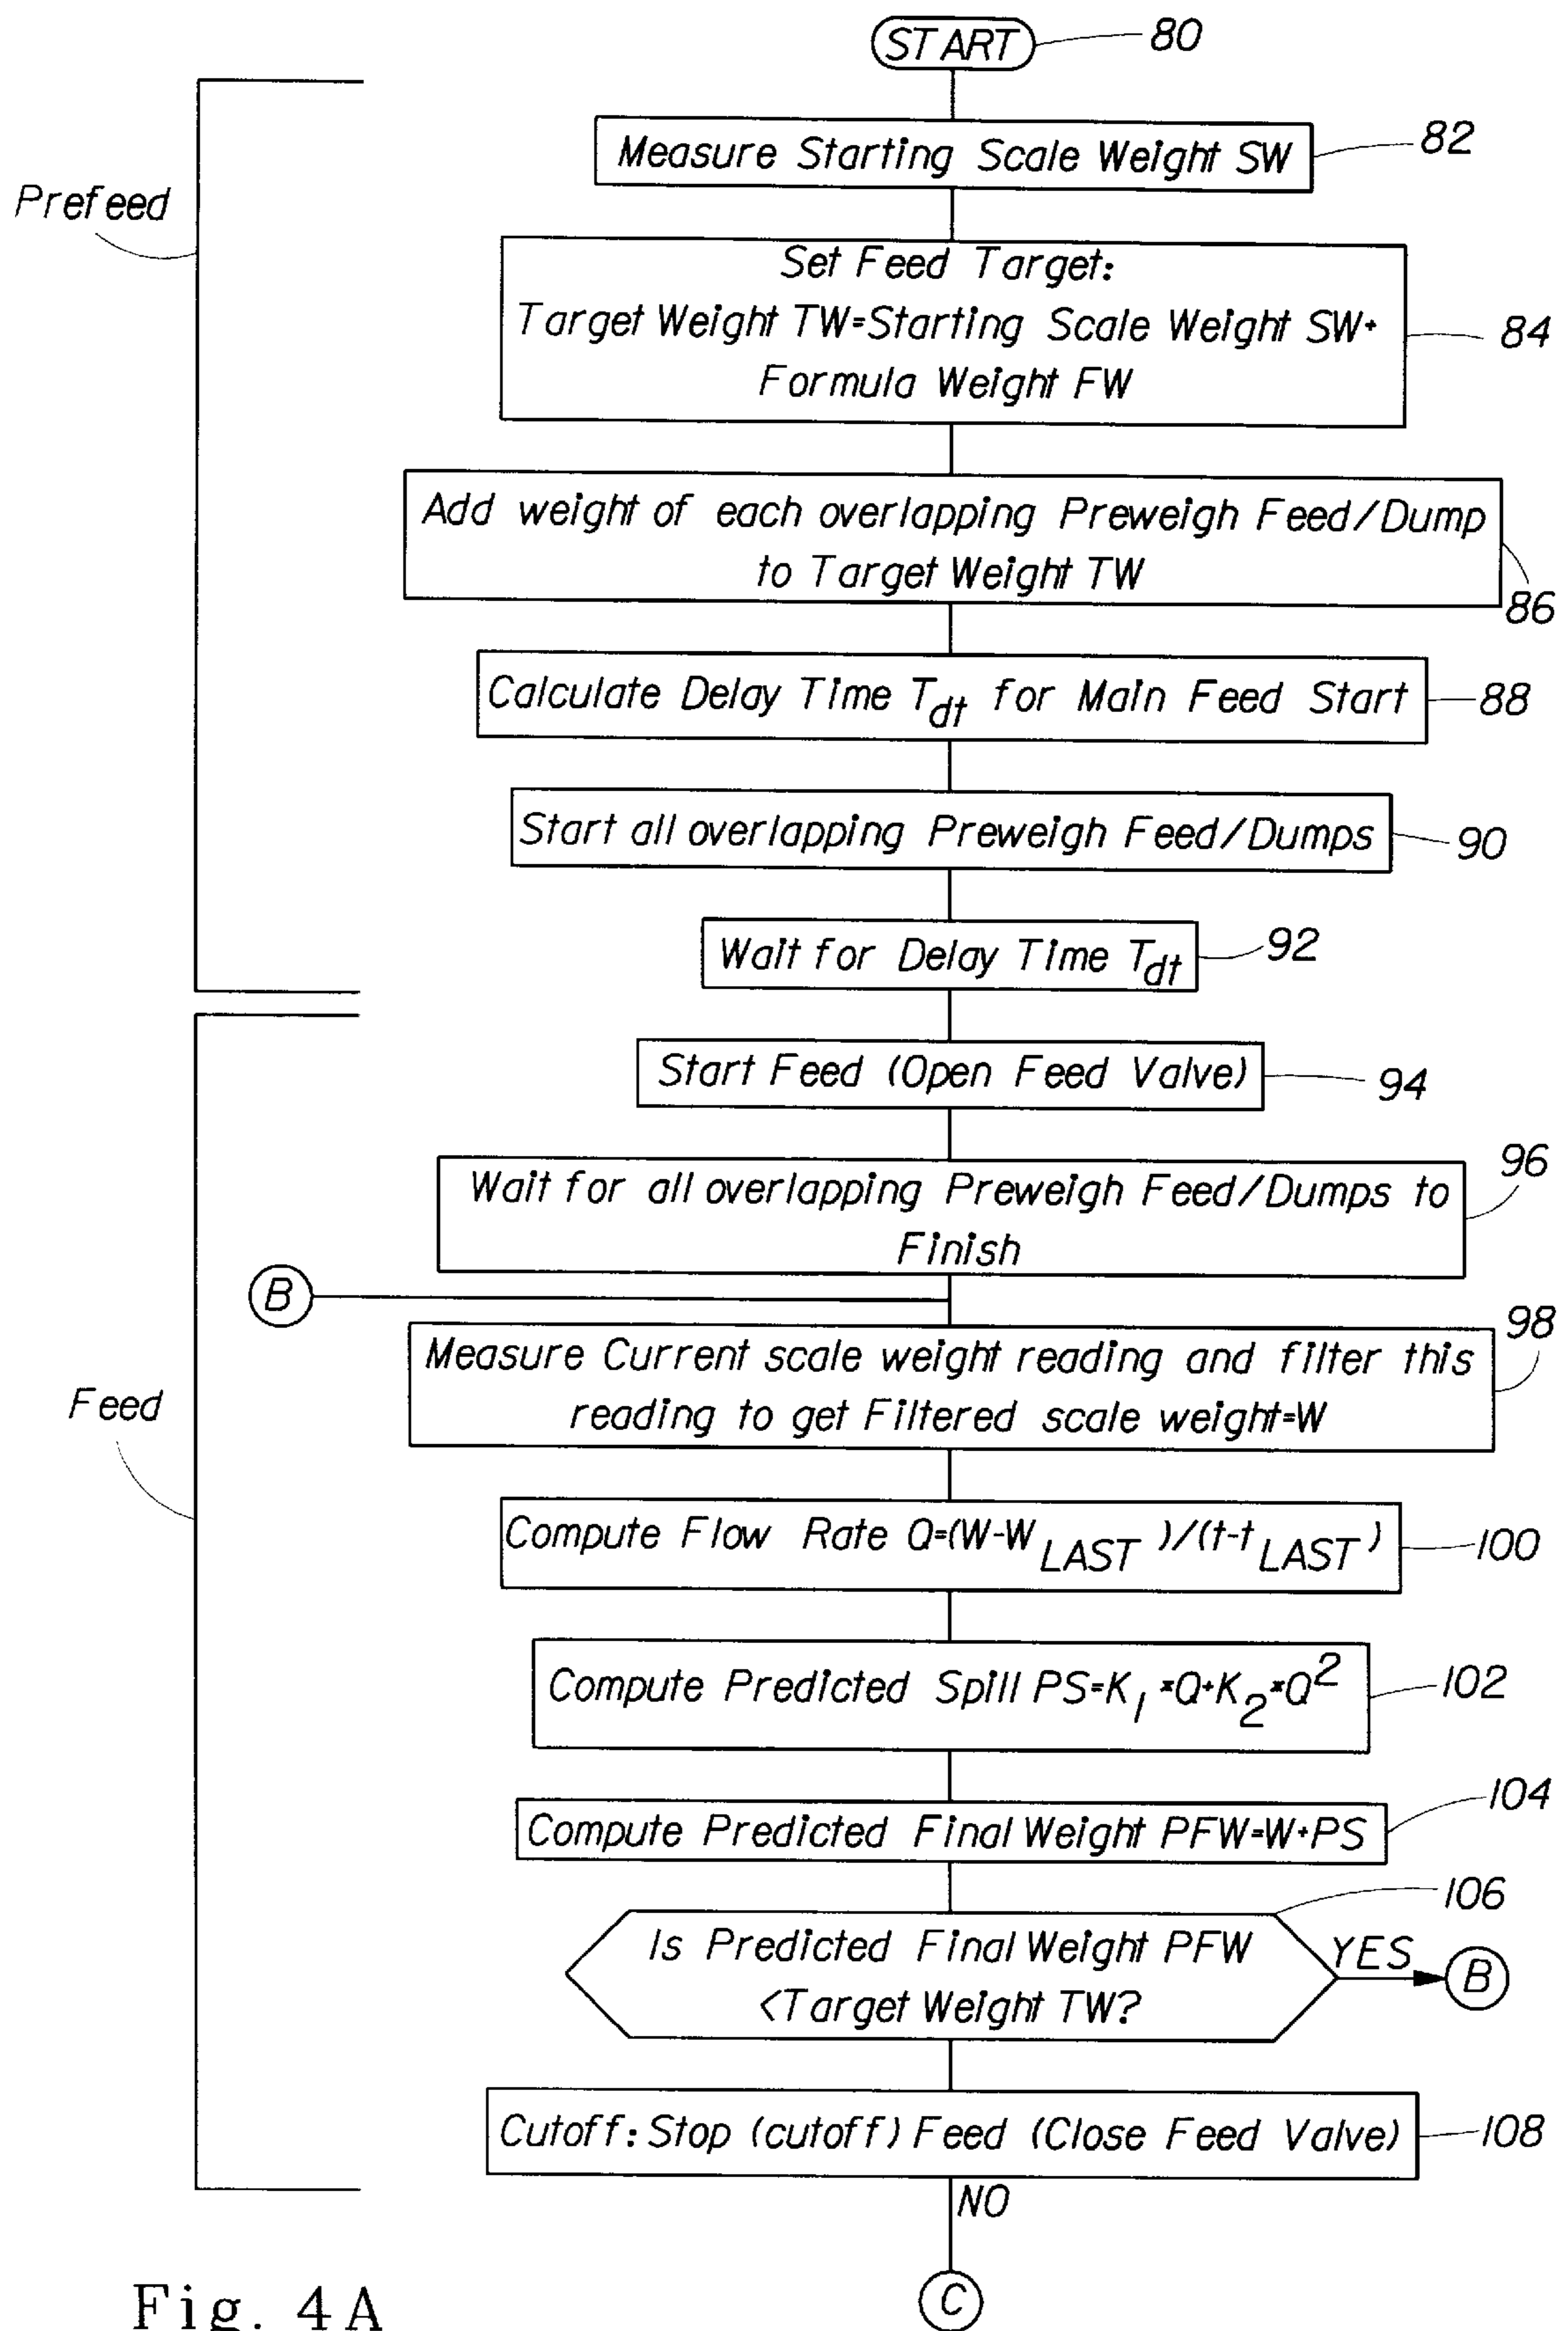 START
80
Measure Starting Scale Weight SW
82
Prefeed
Set Feed Target:
Target Weight TW=Starting Scale Weight SW+
Formula Weight FW
84
Add weight of each overlapping Preweigh Feed/Dump
to Target Weight TW
86
Calculate Delay Time Tdt for Main Feed Start
88
Start all overlapping Preweigh Feed/Dumps
90
Wait for Delay Time Tdt
92
Start Feed (Open Feed Valve)
94
Wait for all overlapping Preweigh Feed/Dumps to
Finish
96
B
Measure Current scale weight reading and filter this
reading to get Filtered scale weight=W
98
Feed
Compute Flow Rate Q=(W-W LAST )/(t-t LAST )
100
Compute Predicted Spill PS=K1*Q+K2*Q2
102
Compute Predicted Final Weight PFW=W+PS
104
Is Predicted Final Weight PFW
<Target Weight TW?
106
YES
B
Cutoff: Stop (cutoff) Feed (Close Feed Valve)
108
NO
C
Fig. 4A